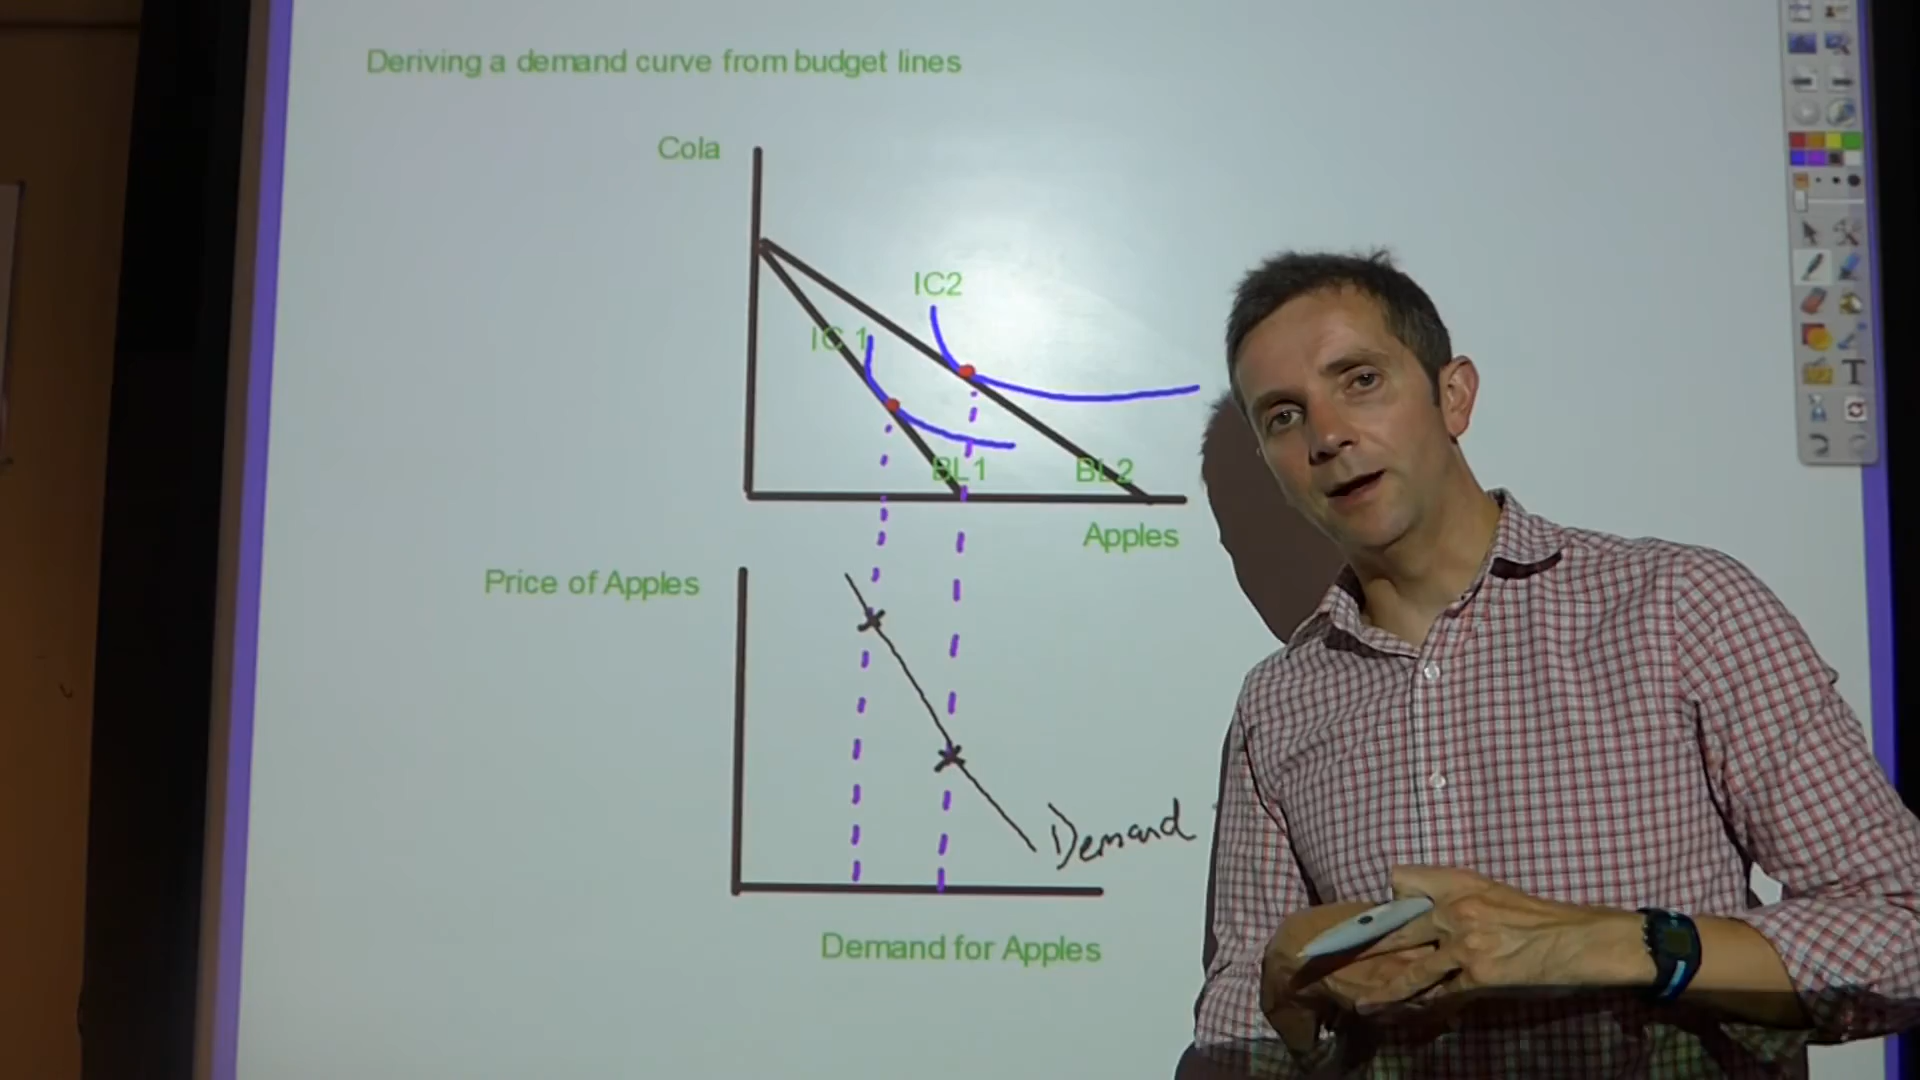 Deriving a demand curve from budget lines
Cola
IC2
IC 1
BL1
BL2
Apples
Price of Apples
Demand
Demand for Apples
T